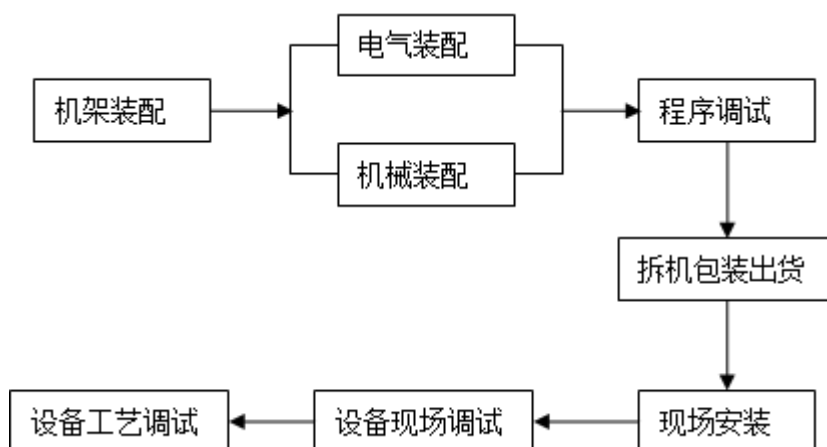 电气装配
机架装配
程序调试
机械装配
拆机包装出货
设备工艺调试
设备现场调试
现场安装